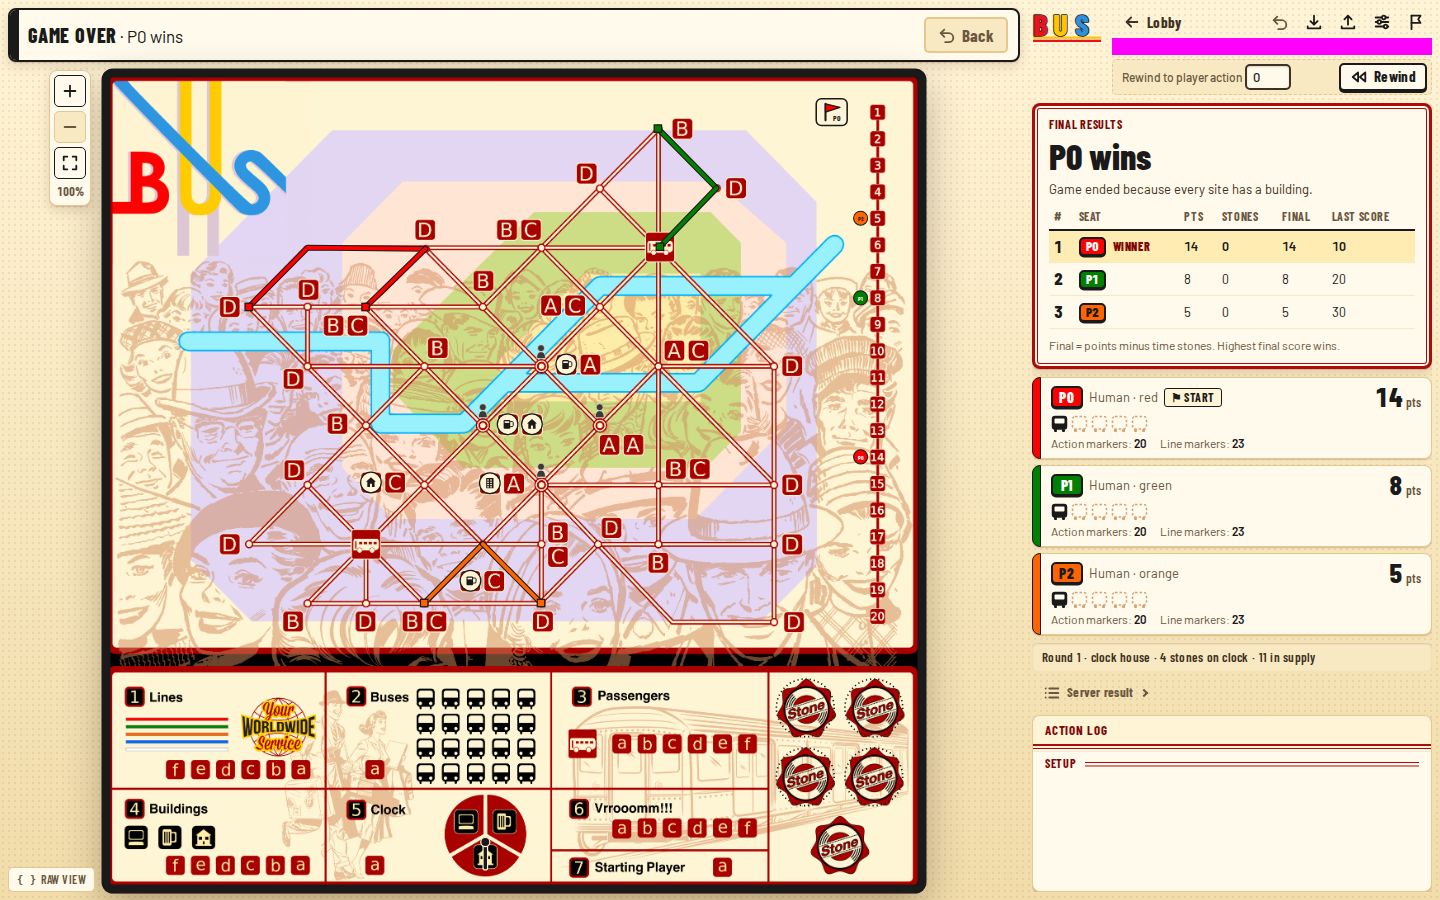 GAME OVER · P0 wins
Back
BUS
Lobby
Rewind to player action 0
Rewind
100%
BUS
P0
B
D
D
D
B C
B
D
D
B C
A C
B
A
A C
D
D
B
A A
D
C
A
B C
D
D
B
C
D
B
D
C
B
D
B C
D
D
1
2
3
4
P2 5
6
7
P1 8
9
10
11
12
13
P0 14
15
16
17
18
19
20
FINAL RESULTS
P0 wins
Game ended because every site has a building.
# SEAT PTS STONES FINAL LAST SCORE
1 P0 WINNER 14 0 14 10
2 P1 8 0 8 20
3 P2 5 0 5 30
Final = points minus time stones. Highest final score wins.
P0 Human · red START 14 pts
Action markers: 20 Line markers: 23
P1 Human · green 8 pts
Action markers: 20 Line markers: 23
P2 Human · orange 5 pts
Action markers: 20 Line markers: 23
Round 1 · clock house · 4 stones on clock · 11 in supply
Server result
ACTION LOG
SETUP
1 Lines
Your
WORLDWIDE
Service
f e d c b a
2 Buses
a
3 Passengers
a b c d e f
Stone
Stone
Stone
Stone
Stone
4 Buildings
f e d c b a
5 Clock
a
6 Vrrooomm!!!
a b c d e f
7 Starting Player a
{ } RAW VIEW